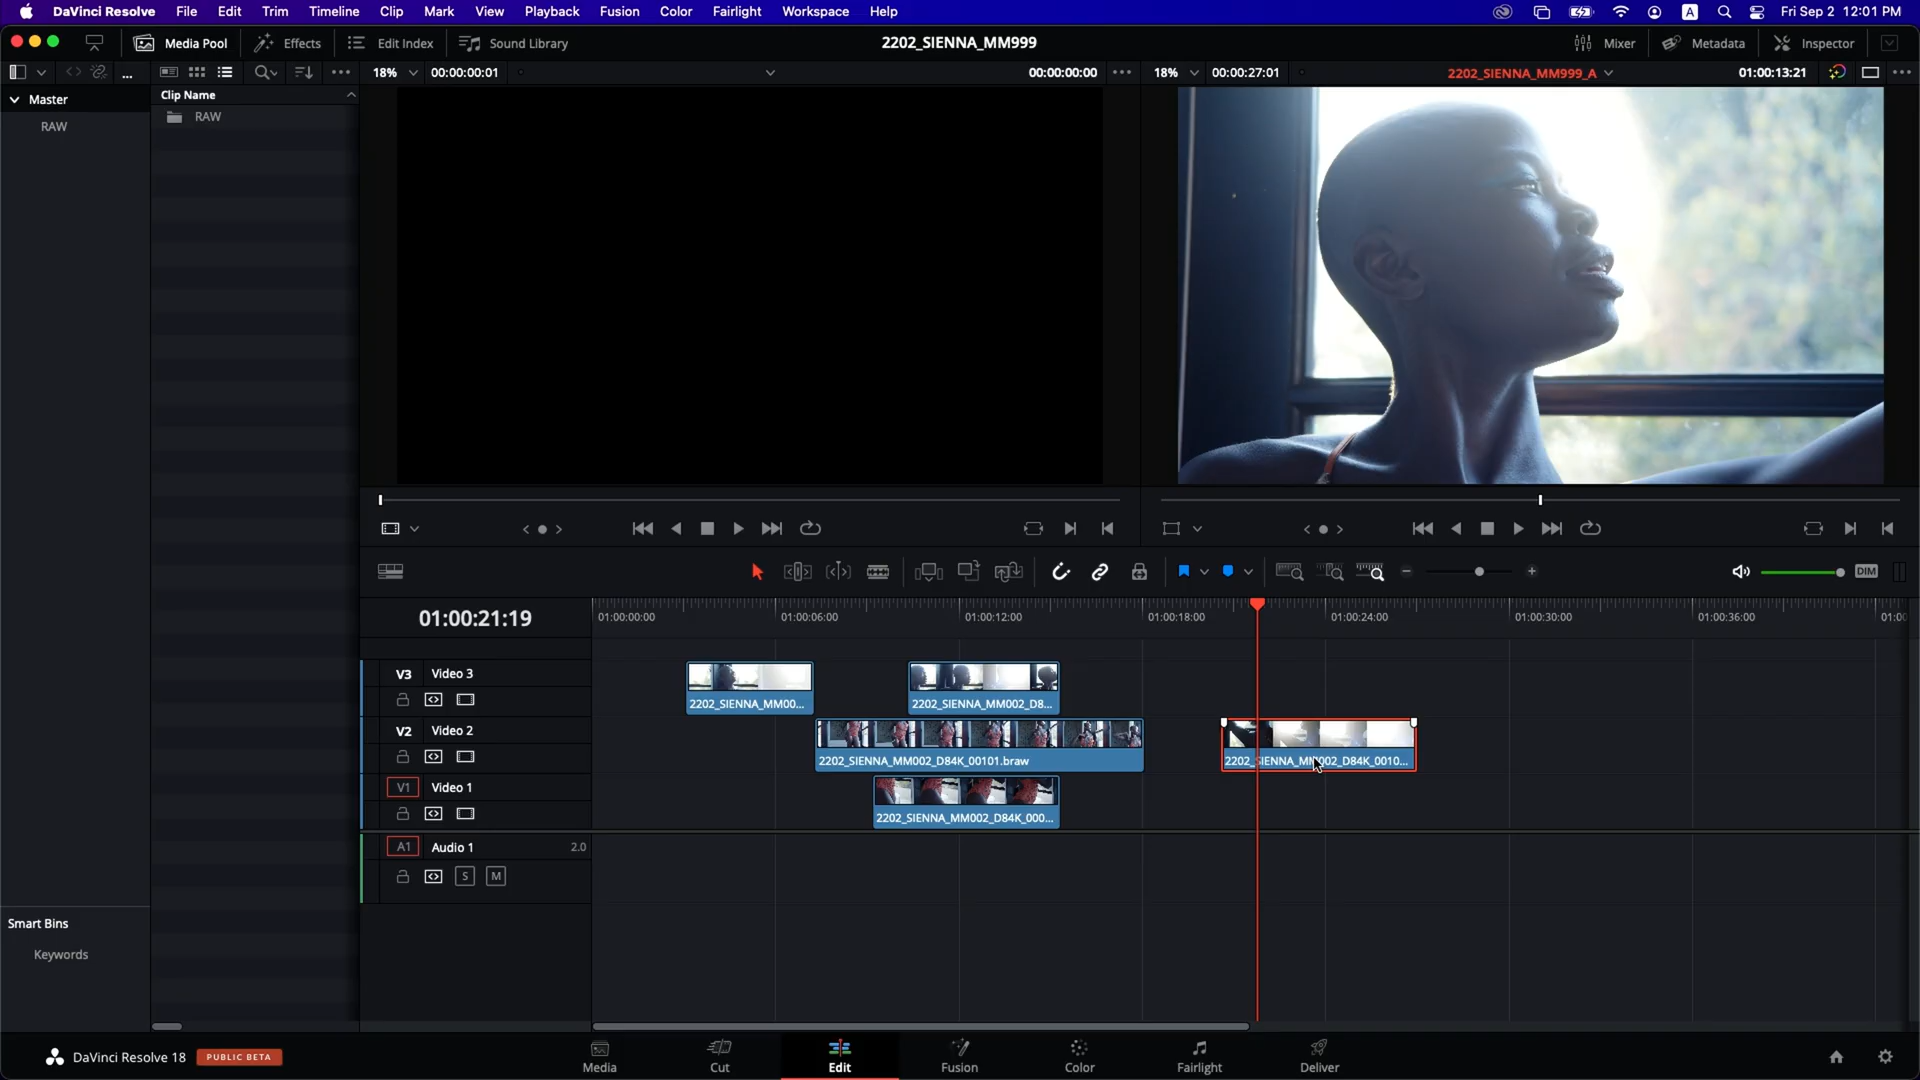 DaVinci Resolve File Edit Trim Timeline Clip Mark View Playback Fusion Color Fairlight Workspace Help A Fri Sep 2 12:01 PM
Media Pool Effects Edit Index Sound Library 2202_SIENNA_MM999 Mixer Metadata Inspector
... ... 18% 00:00:00:01 00:00:00:00 ... 18% 00:00:27:01 2202_SIENNA_MM999_A 01:00:13:21 ...
Master
RAW
Clip Name
RAW
DIM
01:00:21:19
01:00:00:00 01:00:06:00 01:00:12:00 01:00:18:00 01:00:24:00 01:00:30:00 01:00:36:00 01:00
V3 Video 3
2202_SIENNA_MM00... 2202_SIENNA_MM002_D8...
V2 Video 2
2202_SIENNA_MM002_D84K_00101.braw 2202_SIENNA_MM002_D84K_0010...
V1 Video 1
2202_SIENNA_MM002_D84K_000...
A1 Audio 1 2.0
S M
Smart Bins
Keywords
DaVinci Resolve 18 PUBLIC BETA
Media Cut Edit Fusion Color Fairlight Deliver